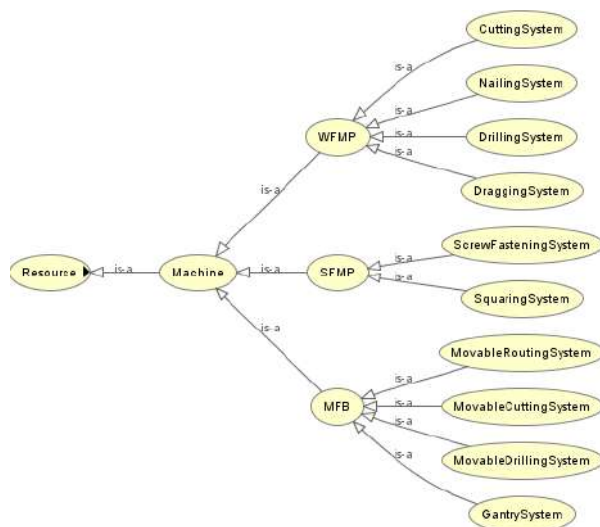 CuttingSystem
is-a
NailingSystem
is-a
WFMP
is-a
DrillingSystem
is-a
DraggingSystem
is-a
ScrewFasteningSystem
Resource
is-a
Machine
is-a
SFMP
is-a
is-a
SquaringSystem
is-a
MovableRoutingSystem
is-a
MFB
is-a
MovableCuttingSystem
is-a
MovableDrillingSystem
is-a
GantrySystem